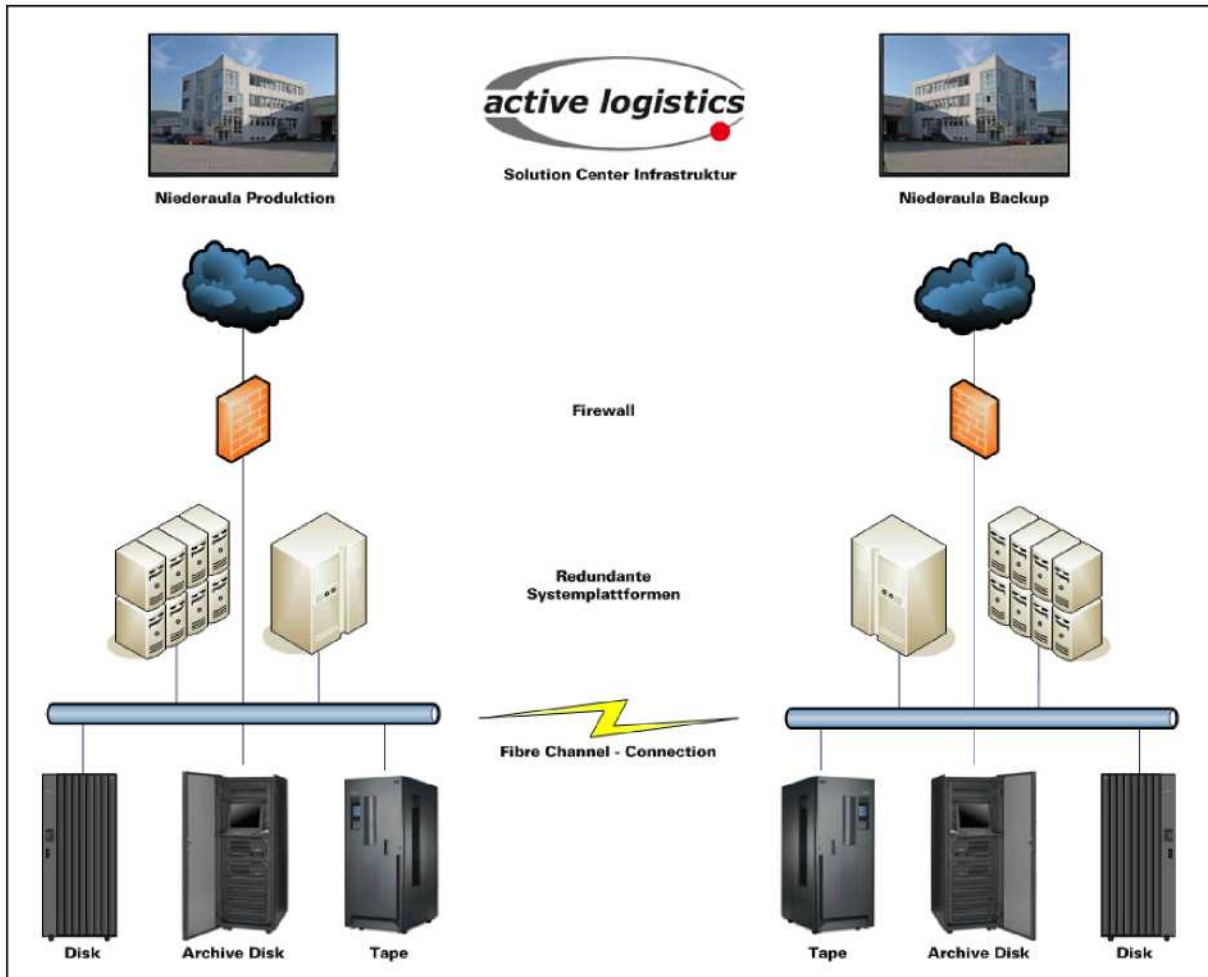 active logistics
Solution Center Infrastruktur
Niederaula Produktion
Niederaula Backup
Firewall
Redundante
Systemplattformen
Fibre Channel - Connection
Disk
Archive Disk
Tape
Tape
Archive Disk
Disk